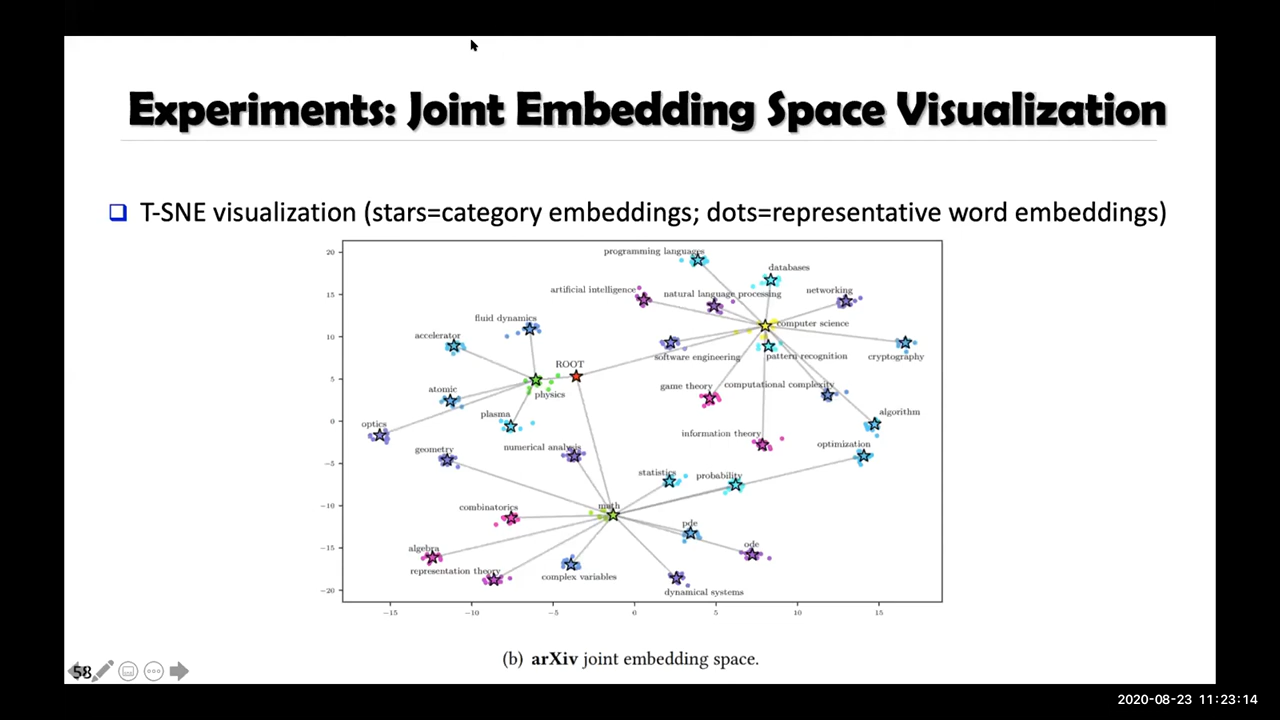 Experiments: Joint Embedding Space Visualization
T-SNE visualization (stars=category embeddings; dots=representative word embeddings)
20
15
10
5
0
−5
−10
−15
−20
−15
−10
−5
0
5
10
15
programming languages
databases
artificial intelligence
natural language processing
networking
fluid dynamics
computer science
accelerator
software engineering
pattern recognition
cryptography
ROOT
atomic
physics
game theory
computational complexity
plasma
algorithm
optics
information theory
geometry
numerical analysis
optimization
statistics
probability
combinatorics
math
pde
algebra
ode
representation theory
complex variables
dynamical systems
(b) arXiv joint embedding space.
58
2020-08-23 11:23:14